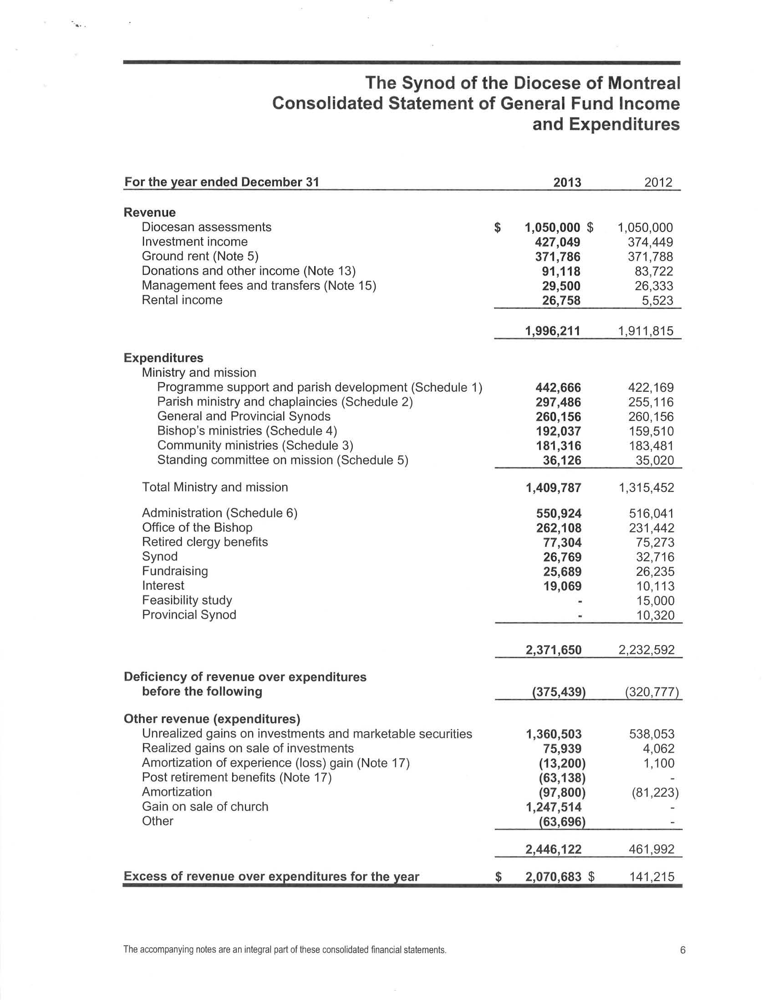 The Synod of the Diocese of Montreal
Consolidated Statement of General Fund Income
and Expenditures
For the year ended December 31 2013 2012
Revenue
Diocesan assessments $ 1,050,000 $ 1,050,000
Investment income 427,049 374,449
Ground rent (Note 5) 371,786 371,788
Donations and other income (Note 13) 91,118 83,722
Management fees and transfers (Note 15) 29,500 26,333
Rental income 26,758 5,523
1,996,211 1,911,815
Expenditures
Ministry and mission
Programme support and parish development (Schedule 1) 442,666 422,169
Parish ministry and chaplaincies (Schedule 2) 297,486 255,116
General and Provincial Synods 260,156 260,156
Bishop's ministries (Schedule 4) 192,037 159,510
Community ministries (Schedule 3) 181,316 183,481
Standing committee on mission (Schedule 5) 36,126 35,020
Total Ministry and mission 1,409,787 1,315,452
Administration (Schedule 6) 550,924 516,041
Office of the Bishop 262,108 231,442
Retired clergy benefits 77,304 75,273
Synod 26,769 32,716
Fundraising 25,689 26,235
Interest 19,069 10,113
Feasibility study - 15,000
Provincial Synod - 10,320
2,371,650 2,232,592
Deficiency of revenue over expenditures
before the following (375,439) (320,777)
Other revenue (expenditures)
Unrealized gains on investments and marketable securities 1,360,503 538,053
Realized gains on sale of investments 75,939 4,062
Amortization of experience (loss) gain (Note 17) (13,200) 1,100
Post retirement benefits (Note 17) (63,138) -
Amortization (97,800) (81,223)
Gain on sale of church 1,247,514 -
Other (63,696) -
2,446,122 461,992
Excess of revenue over expenditures for the year $ 2,070,683 $ 141,215
The accompanying notes are an integral part of these consolidated financial statements. 6